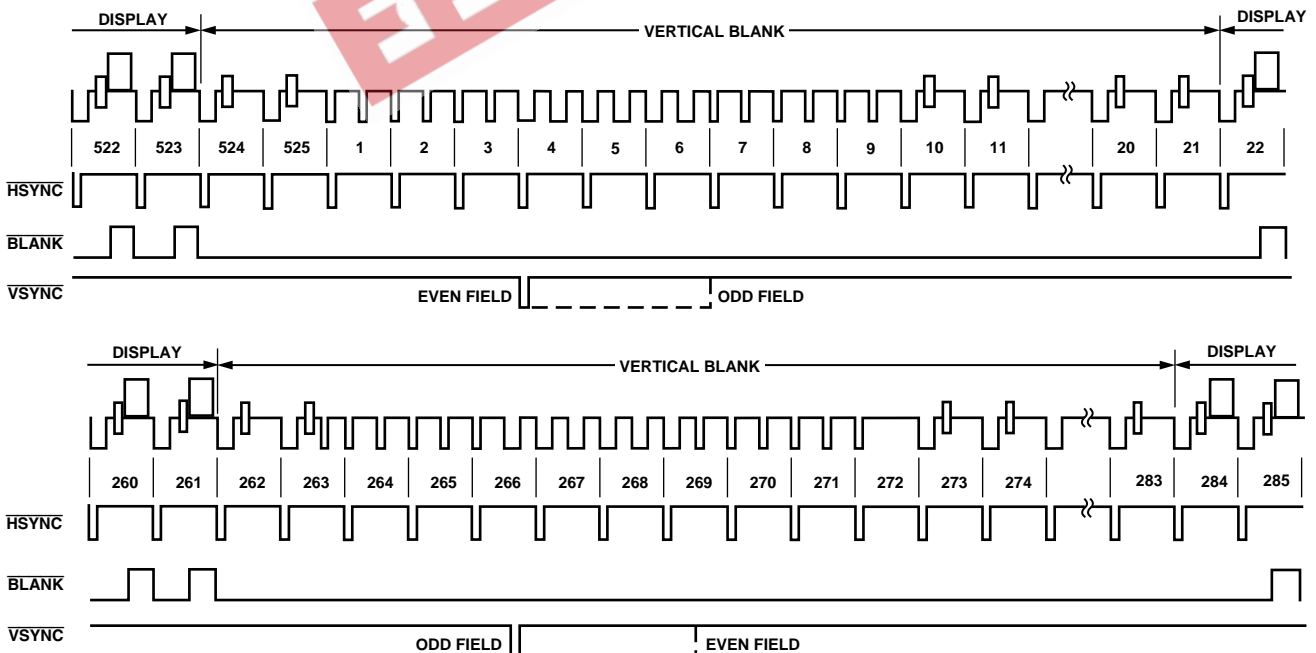 DISPLAY VERTICAL BLANK DISPLAY
522 523 524 525 1 2 3 4 5 6 7 8 9 10 11 20 21 22
HSYNC
BLANK
VSYNC
EVEN FIELD ODD FIELD
DISPLAY VERTICAL BLANK DISPLAY
260 261 262 263 264 265 266 267 268 269 270 271 272 273 274 283 284 285
HSYNC
BLANK
VSYNC
ODD FIELD EVEN FIELD